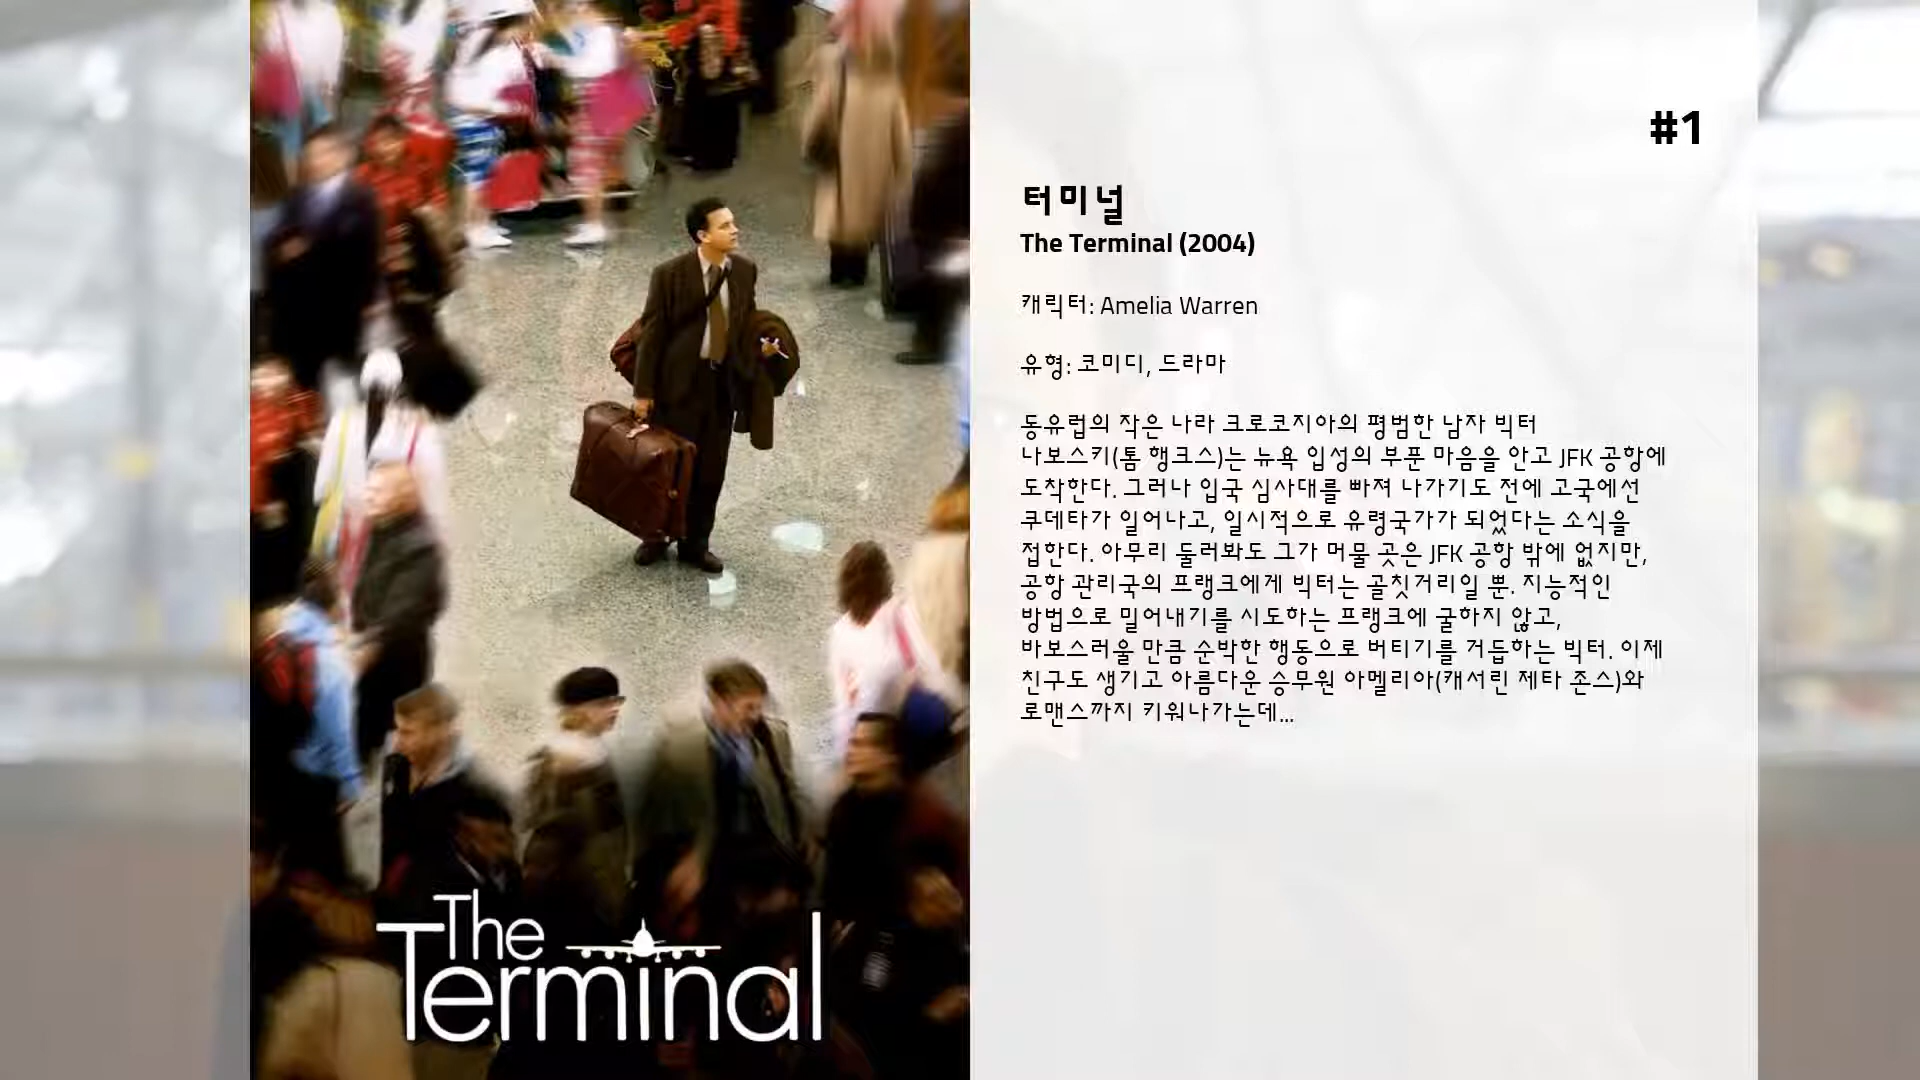 The
Terminal
#1
터미널
The Terminal (2004)
캐릭터: Amelia Warren
유형: 코미디, 드라마
동유럽의 작은 나라 크로코지아의 평범한 남자 빅터
나보스키(톰 행크스)는 뉴욕 입성의 부푼 마음을 안고 JFK 공항에
도착한다. 그러나 입국 심사대를 빠져 나가기도 전에 고국에선
쿠데타가 일어나고, 일시적으로 유령국가가 되었다는 소식을
접한다. 아무리 둘러봐도 그가 머물 곳은 JFK 공항 밖에 없지만,
공항 관리국의 프랭크에게 빅터는 골칫거리일 뿐. 지능적인
방법으로 밀어내기를 시도하는 프랭크에 굴하지 않고,
바보스러울 만큼 순박한 행동으로 버티기를 거듭하는 빅터. 이제
친구도 생기고 아름다운 승무원 아멜리아(캐서린 제타 존스)와
로맨스까지 키워나가는데...